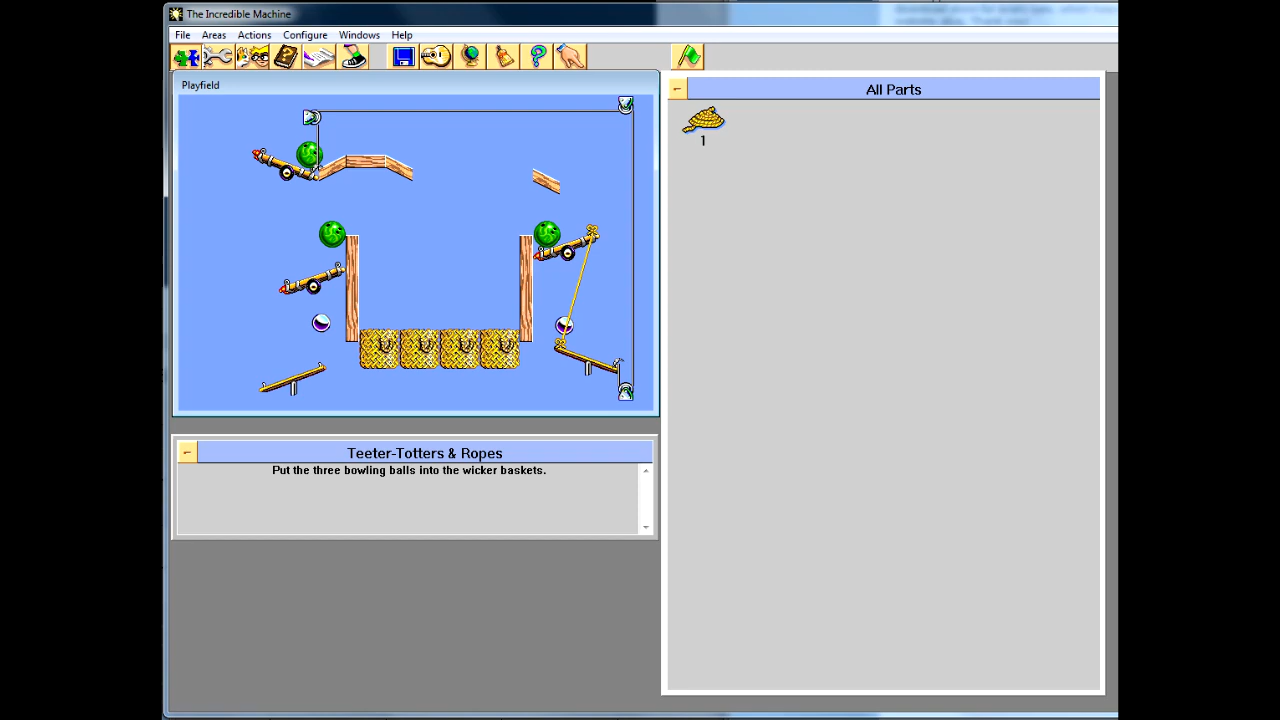 The Incredible Machine
File Areas Actions Configure Windows Help
Playfield
All Parts
1
Teeter-Totters & Ropes
Put the three bowling balls into the wicker baskets.